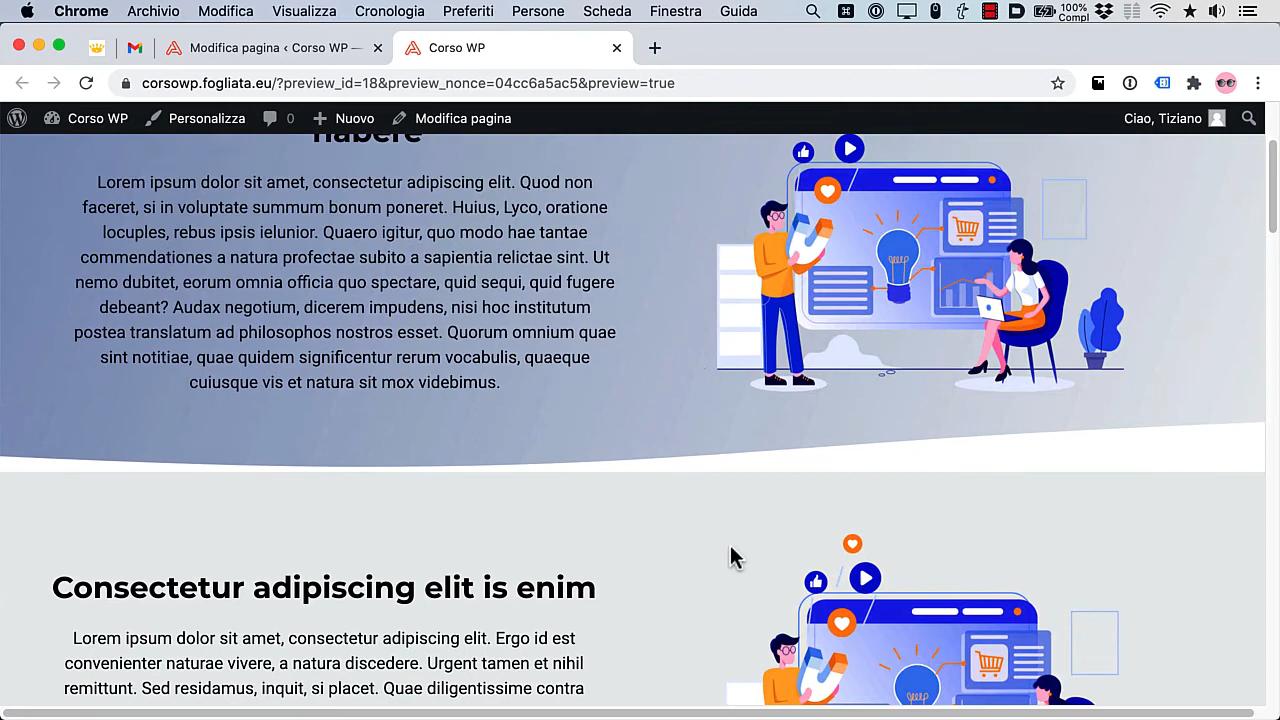 Chrome Archivio Modifica Visualizza Cronologia Preferiti Persone Scheda Finestra Guida 100% Compl
Modifica pagina ‹ Corso WP — Corso WP
corsowp.fogliata.eu/?preview_id=18&preview_nonce=04cc6a5ac5&preview=true
Corso WP Personalizza 0 Nuovo Modifica pagina Ciao, Tiziano
habere
Lorem ipsum dolor sit amet, consectetur adipiscing elit. Quod non
faceret, si in voluptate summum bonum poneret. Huius, Lyco, oratione
locuples, rebus ipsis ielunior. Quaero igitur, quo modo hae tantae
commendationes a natura profectae subito a sapientia relictae sint. Ut
nemo dubitet, eorum omnia officia quo spectare, quid sequi, quid fugere
debeant? Audax negotium, dicerem impudens, nisi hoc institutum
postea translatum ad philosophos nostros esset. Quorum omnium quae
sint notitiae, quae quidem significentur rerum vocabulis, quaeque
cuiusque vis et natura sit mox videbimus.
Consectetur adipiscing elit is enim
Lorem ipsum dolor sit amet, consectetur adipiscing elit. Ergo id est
convenienter naturae vivere, a natura discedere. Urgent tamen et nihil
remittunt. Sed residamus, inquit, si placet. Quae diligentissime contra